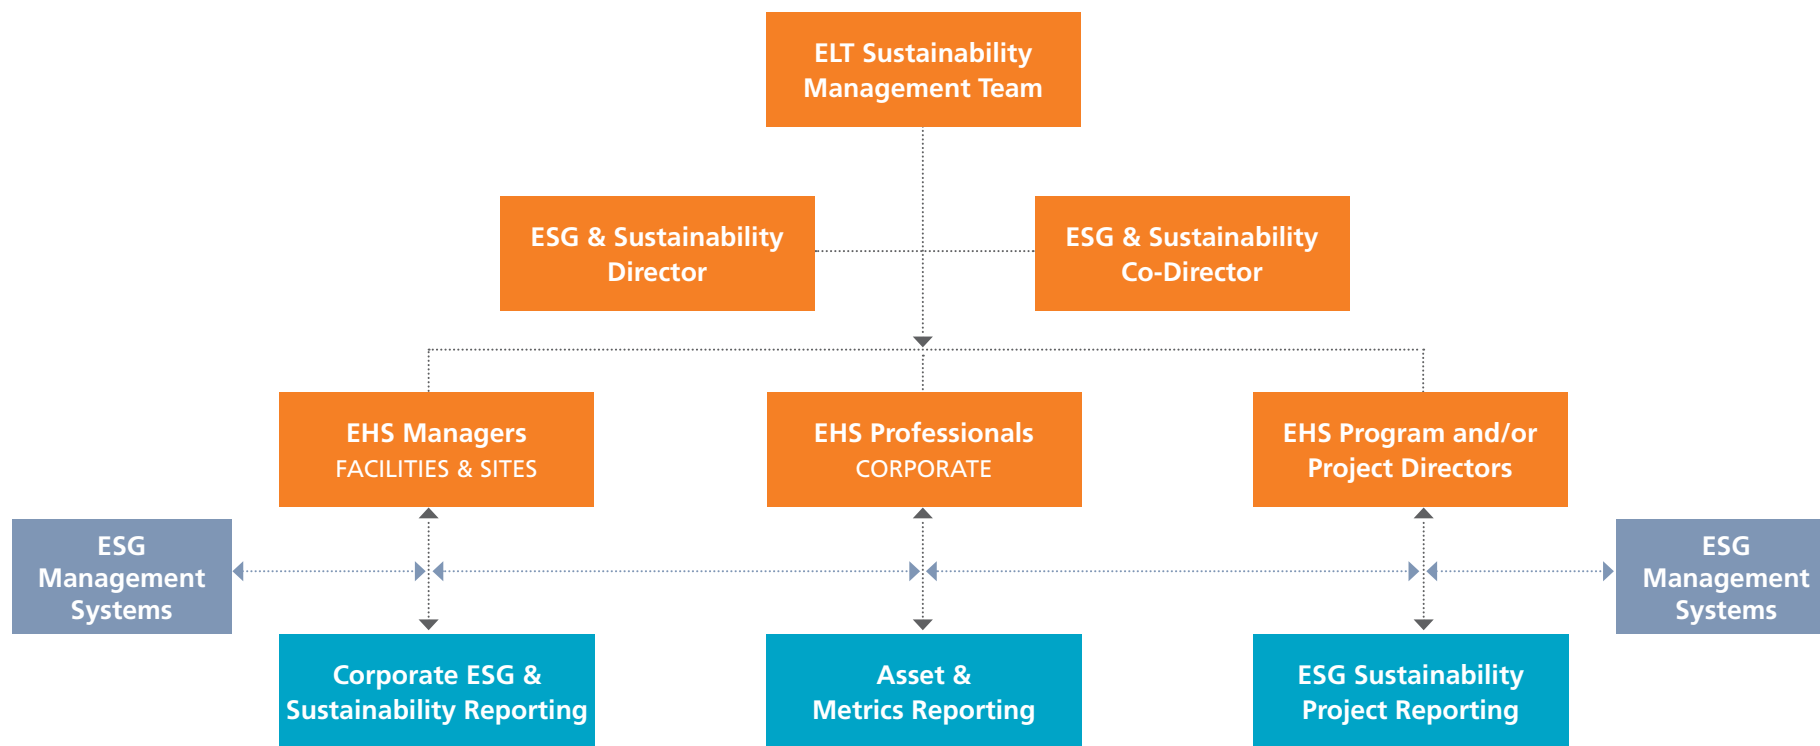 ELT Sustainability
Management Team
ESG & Sustainability
Director
ESG & Sustainability
Co-Director
EHS Managers
FACILITIES & SITES
EHS Professionals
CORPORATE
EHS Program and/or
Project Directors
ESG
Management
Systems
ESG
Management
Systems
Corporate ESG &
Sustainability Reporting
Asset &
Metrics Reporting
ESG Sustainability
Project Reporting